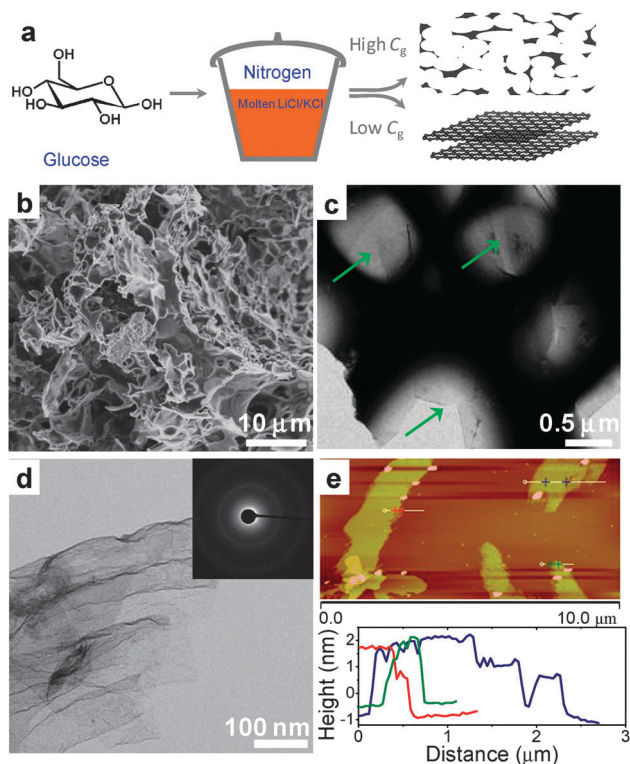 a
OH
HO
HO
O
OH
OH
Glucose
Nitrogen
Molten LiCl/KCl
High Cg
Low Cg
b
10 μm
c
0.5 μm
d
100 nm
e
0.0
10.0 μm
Height (nm)
2
1
0
-1
0
1
2
3
Distance (μm)